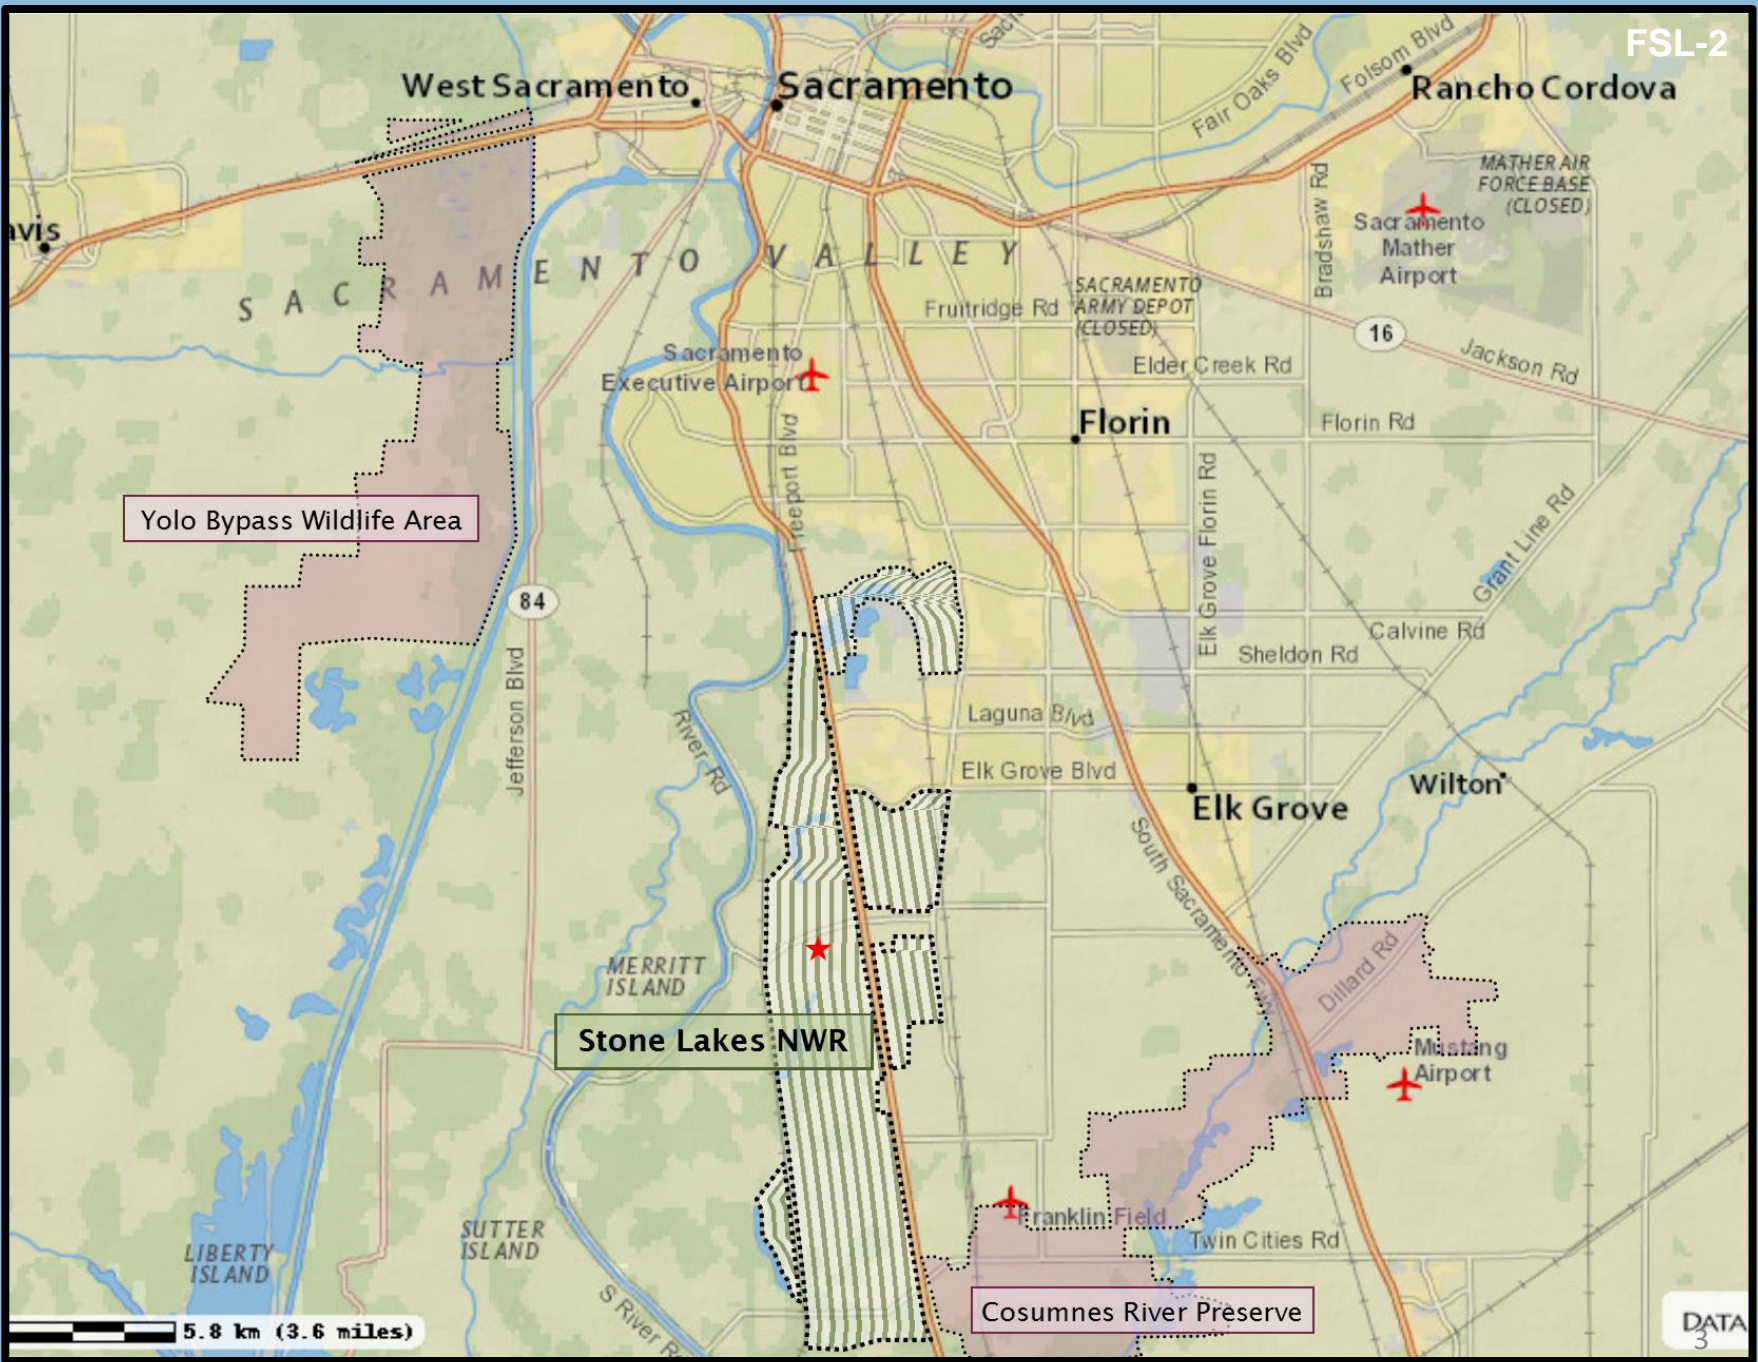 FSL-2
West Sacramento
Sacramento
Rancho Cordova
Fair Oaks Blvd
Folsom Blvd
MATHER AIR
FORCE BASE
(CLOSED)
Sacramento
Mather
Airport
Bradshaw Rd
avis
SACRAMENTO VALLEY
SACRAMENTO
ARMY DEPOT
(CLOSED)
Fruitridge Rd
16
Jackson Rd
Elder Creek Rd
Sacramento
Executive Airport
Florin
Florin Rd
Freeport Blvd
Elk Grove Florin Rd
Grant Line Rd
Yolo Bypass Wildlife Area
84
Calvine Rd
Sheldon Rd
Jefferson Blvd
River Rd
Laguna Blvd
Elk Grove Blvd
Wilton
Elk Grove
South Sacramento Fwy
Dillard Rd
MERRITT
ISLAND
Stone Lakes NWR
Mustang
Airport
Franklin Field
Twin Cities Rd
SUTTER
ISLAND
LIBERTY
ISLAND
S River Rd
Cosumnes River Preserve
5.8 km (3.6 miles)
DATA
3